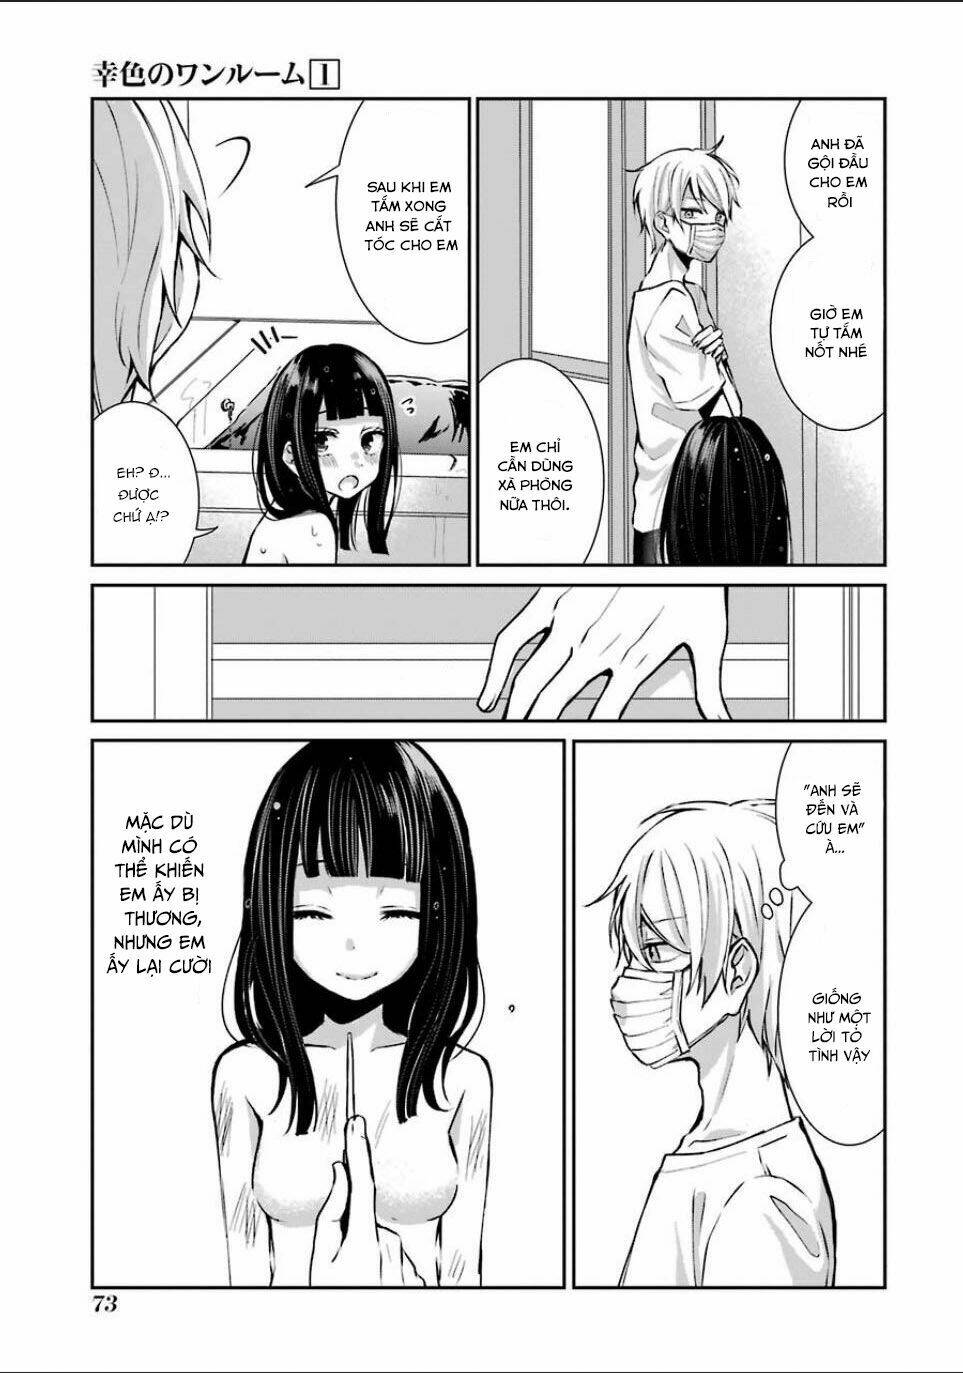 幸色のワンルーム 1
ANH ĐÃ
GỘI ĐẦU
CHO EM
RỒI
GIỜ EM
TỰ TẮM
NỐT NHÉ
EM CHỈ
CẦN DÙNG
XÀ PHÒNG
NỮA THÔI.
SAU KHI EM
TẮM XONG
ANH SẼ CẮT
TÓC CHO EM
EH? Đ...
ĐƯỢC
CHỨ Ạ!?
"ANH SẼ
ĐẾN VÀ
CỨU EM"
À...
GIỐNG
NHƯ MỘT
LỜI TỎ
TÌNH VẬY
MẶC DÙ
MÌNH CÓ
THỂ KHIẾN
EM ẤY BỊ
THƯƠNG,
NHƯNG EM
ẤY LẠI CƯỜI
73